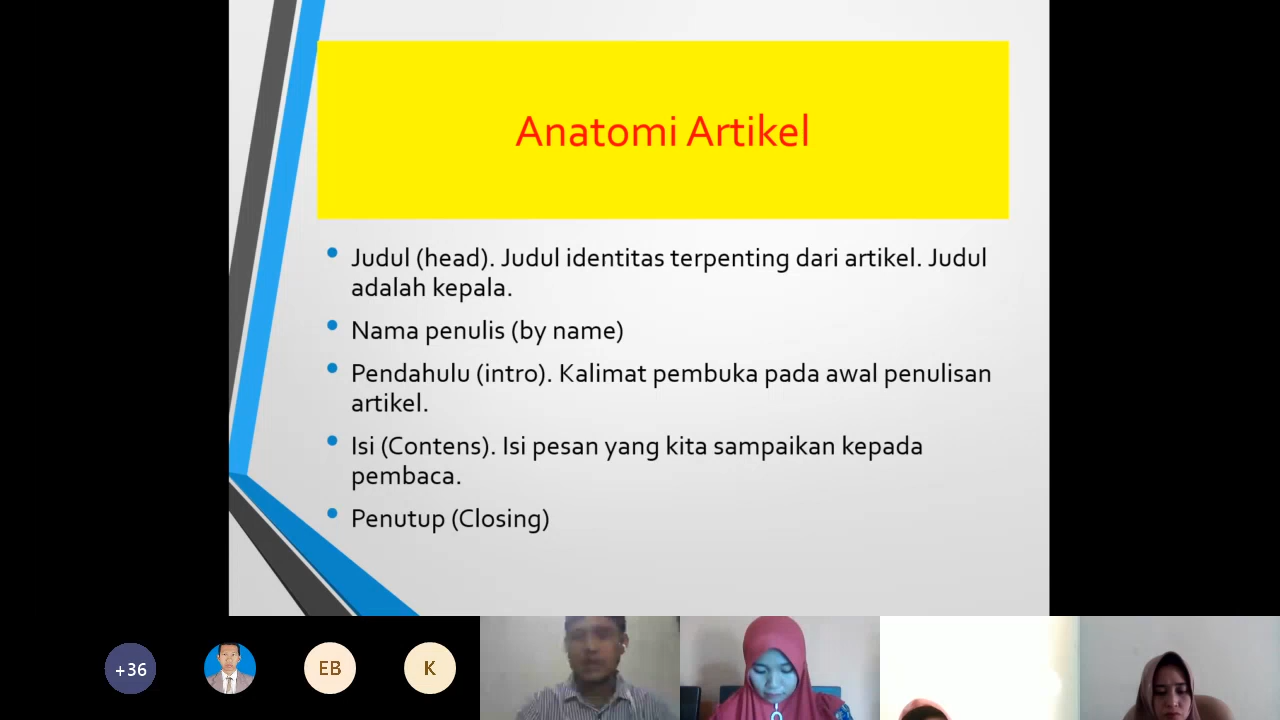 Anatomi Artikel
Judul (head). Judul identitas terpenting dari artikel. Judul
adalah kepala.
Nama penulis (by name)
Pendahulu (intro). Kalimat pembuka pada awal penulisan
artikel.
Isi (Contens). Isi pesan yang kita sampaikan kepada
pembaca.
Penutup (Closing)
+36
EB
K